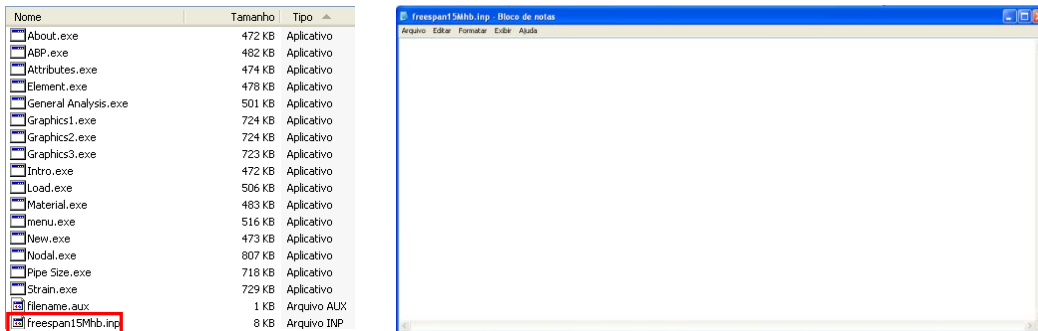 Nome Tamanho Tipo
About.exe 472 KB Aplicativo
ABP.exe 482 KB Aplicativo
Attributes.exe 474 KB Aplicativo
Element.exe 478 KB Aplicativo
General Analysis.exe 501 KB Aplicativo
Graphics1.exe 724 KB Aplicativo
Graphics2.exe 724 KB Aplicativo
Graphics3.exe 723 KB Aplicativo
Intro.exe 472 KB Aplicativo
Load.exe 506 KB Aplicativo
Material.exe 483 KB Aplicativo
menu.exe 516 KB Aplicativo
New.exe 473 KB Aplicativo
Nodal.exe 807 KB Aplicativo
Pipe Size.exe 718 KB Aplicativo
Strain.exe 729 KB Aplicativo
filename.aux 1 KB Arquivo AUX
freespan15Mhb.inp 8 KB Arquivo INP
freespan15Mhb.inp - Bloco de notas
Arquivo Editar Formatar Exibir Ajuda